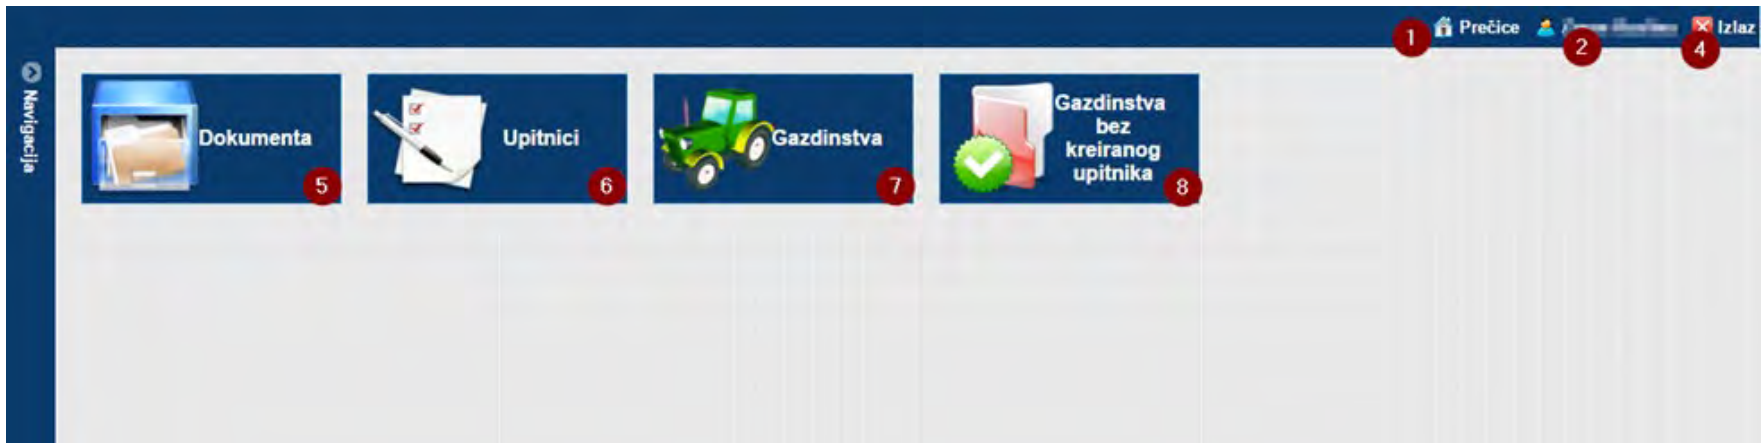 1 Prečice 2 4 Izlaz
Navigacija
Dokumenta
5
Upitnici
6
Gazdinstva
7
Gazdinstva
bez
kreiranog
upitnika
8